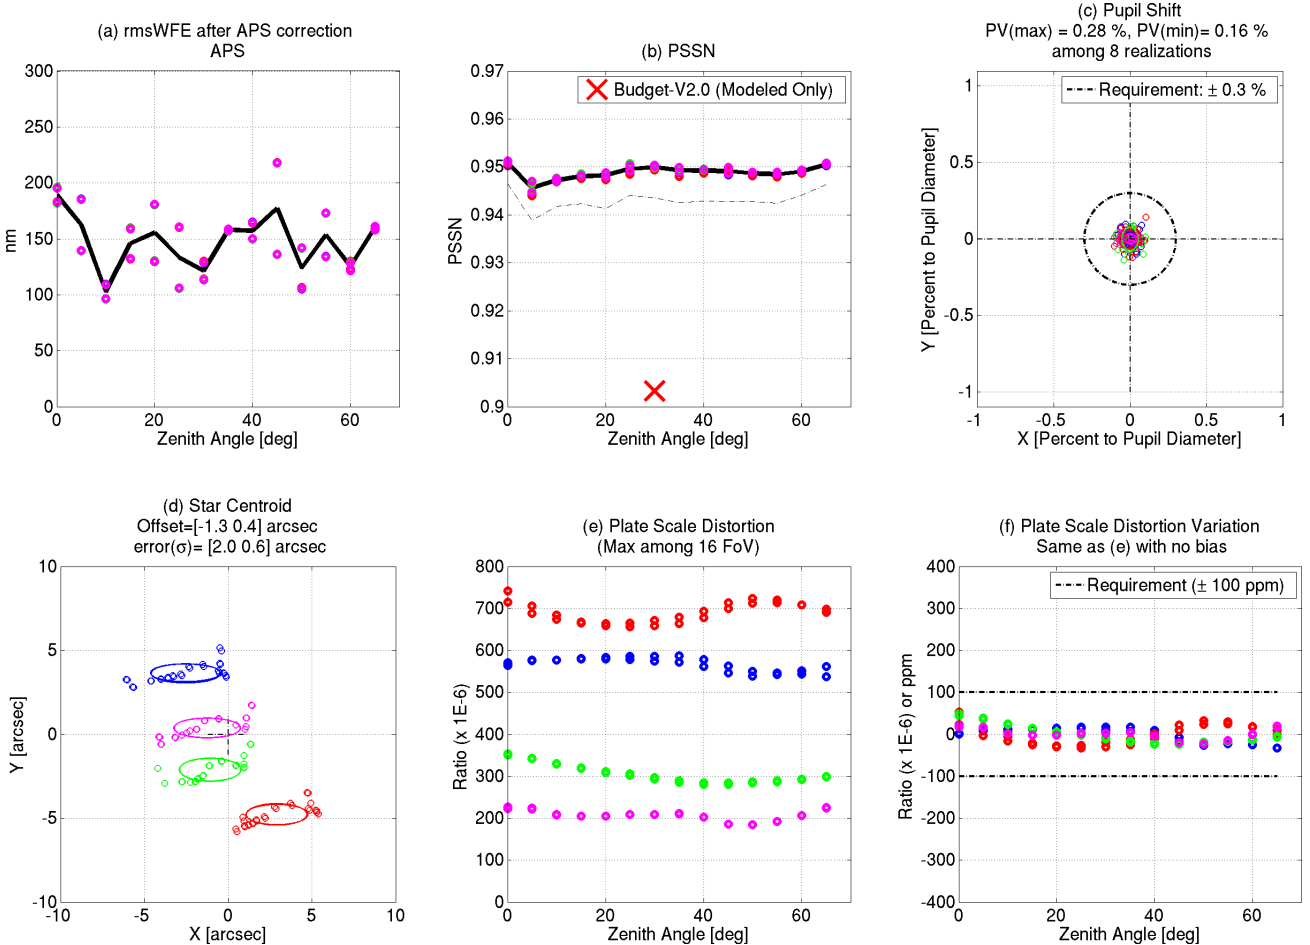 (a) rmsWFE after APS correction
APS
300
250
200
150
100
50
0
nm
0
20
40
60
Zenith Angle [deg]
(b) PSSN
Budget-V2.0 (Modeled Only)
0.97
0.96
0.95
0.94
0.93
0.92
0.91
0.9
PSSN
0
20
40
60
Zenith Angle [deg]
(c) Pupil Shift
PV(max) = 0.28 %, PV(min)= 0.16 %
among 8 realizations
Requirement: ± 0.3 %
1
0.5
0
-0.5
-1
Y [Percent to Pupil Diameter]
-1
-0.5
0
0.5
1
X [Percent to Pupil Diameter]
(d) Star Centroid
Offset=[-1.3 0.4] arcsec
error(σ)= [2.0 0.6] arcsec
10
5
0
-5
-10
Y [arcsec]
-10
-5
0
5
10
X [arcsec]
(e) Plate Scale Distortion
(Max among 16 FoV)
800
700
600
500
400
300
200
100
0
Ratio (x 1E-6)
0
20
40
60
Zenith Angle [deg]
(f) Plate Scale Distortion Variation
Same as (e) with no bias
Requirement (± 100 ppm)
400
300
200
100
0
-100
-200
-300
-400
Ratio (x 1E-6) or ppm
0
20
40
60
Zenith Angle [deg]